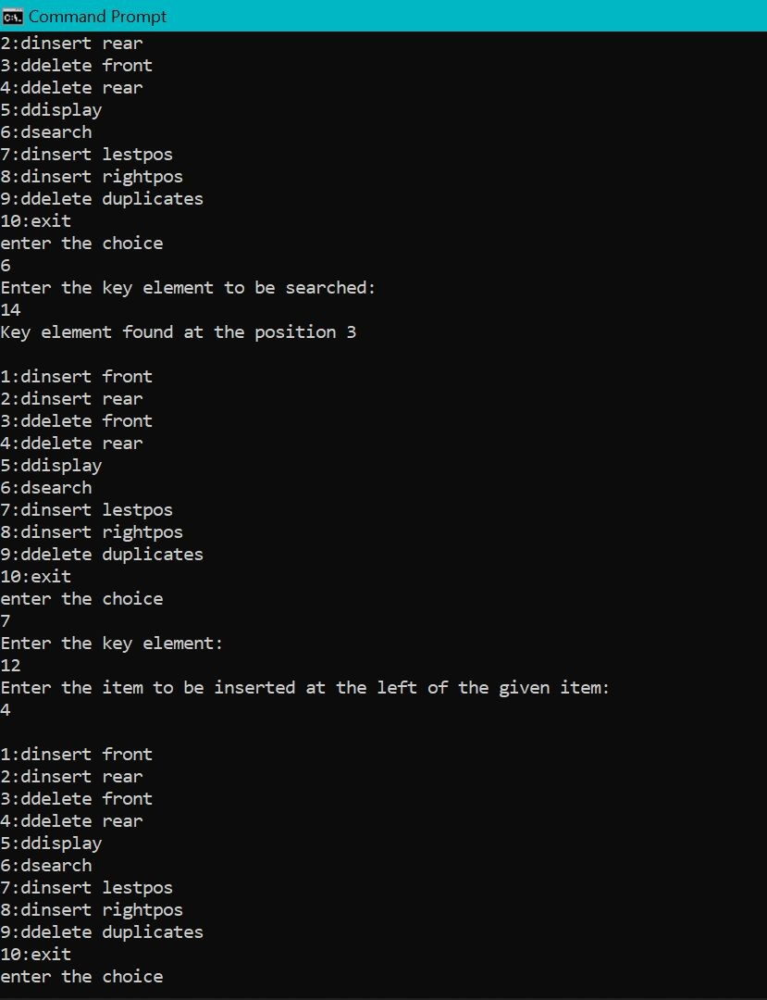 Command Prompt
2:dinsert rear
3:ddelete front
4:ddelete rear
5:ddisplay
6:dsearch
7:dinsert lestpos
8:dinsert rightpos
9:ddelete duplicates
10:exit
enter the choice
6
Enter the key element to be searched:
14
Key element found at the position 3
1:dinsert front
2:dinsert rear
3:ddelete front
4:ddelete rear
5:ddisplay
6:dsearch
7:dinsert lestpos
8:dinsert rightpos
9:ddelete duplicates
10:exit
enter the choice
7
Enter the key element:
12
Enter the item to be inserted at the left of the given item:
4
1:dinsert front
2:dinsert rear
3:ddelete front
4:ddelete rear
5:ddisplay
6:dsearch
7:dinsert lestpos
8:dinsert rightpos
9:ddelete duplicates
10:exit
enter the choice